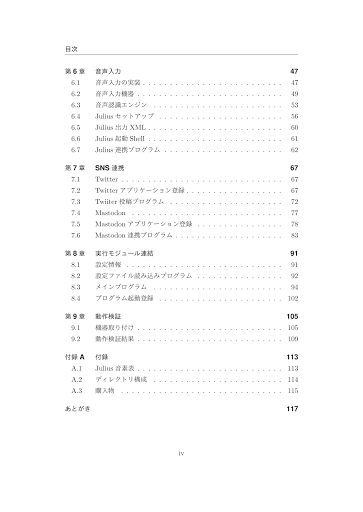 目次
第 6 章 音声入力 47
6.1 音声入力の実装 . . . . . . . . . . . . . . . . . . . . . . . . . 47
6.2 音声入力機器 . . . . . . . . . . . . . . . . . . . . . . . . . 49
6.3 音声認識エンジン . . . . . . . . . . . . . . . . . . . . . . . 53
6.4 Julius セットアップ . . . . . . . . . . . . . . . . . . . . . . 56
6.5 Julius 出力 XML . . . . . . . . . . . . . . . . . . . . . . . . 60
6.6 Julius 起動 Shell . . . . . . . . . . . . . . . . . . . . . . . . 61
6.7 Julius 連携プログラム . . . . . . . . . . . . . . . . . . . . . 62
第 7 章 SNS 連携 67
7.1 Twitter . . . . . . . . . . . . . . . . . . . . . . . . . . . . 67
7.2 Twitter アプリケーション登録 . . . . . . . . . . . . . . . . . 67
7.3 Twiiter 投稿プログラム . . . . . . . . . . . . . . . . . . . . 72
7.4 Mastodon . . . . . . . . . . . . . . . . . . . . . . . . . . . 77
7.5 Mastodon アプリケーション登録 . . . . . . . . . . . . . . . . 78
7.6 Mastodon 連携プログラム . . . . . . . . . . . . . . . . . . . 83
第 8 章 実行モジュール連結 91
8.1 設定情報 . . . . . . . . . . . . . . . . . . . . . . . . . . . 91
8.2 設定ファイル読み込みプログラム . . . . . . . . . . . . . . . . 92
8.3 メインプログラム . . . . . . . . . . . . . . . . . . . . . . . 94
8.4 プログラム起動登録 . . . . . . . . . . . . . . . . . . . . . . 102
第 9 章 動作検証 105
9.1 機器取り付け . . . . . . . . . . . . . . . . . . . . . . . . . 105
9.2 動作検証結果 . . . . . . . . . . . . . . . . . . . . . . . . . 109
付録 A 付録 113
A.1 Julius 音素表 . . . . . . . . . . . . . . . . . . . . . . . . . 113
A.2 ディレクトリ構成 . . . . . . . . . . . . . . . . . . . . . . . 114
A.3 購入物 . . . . . . . . . . . . . . . . . . . . . . . . . . . . 115
あとがき 117
iv